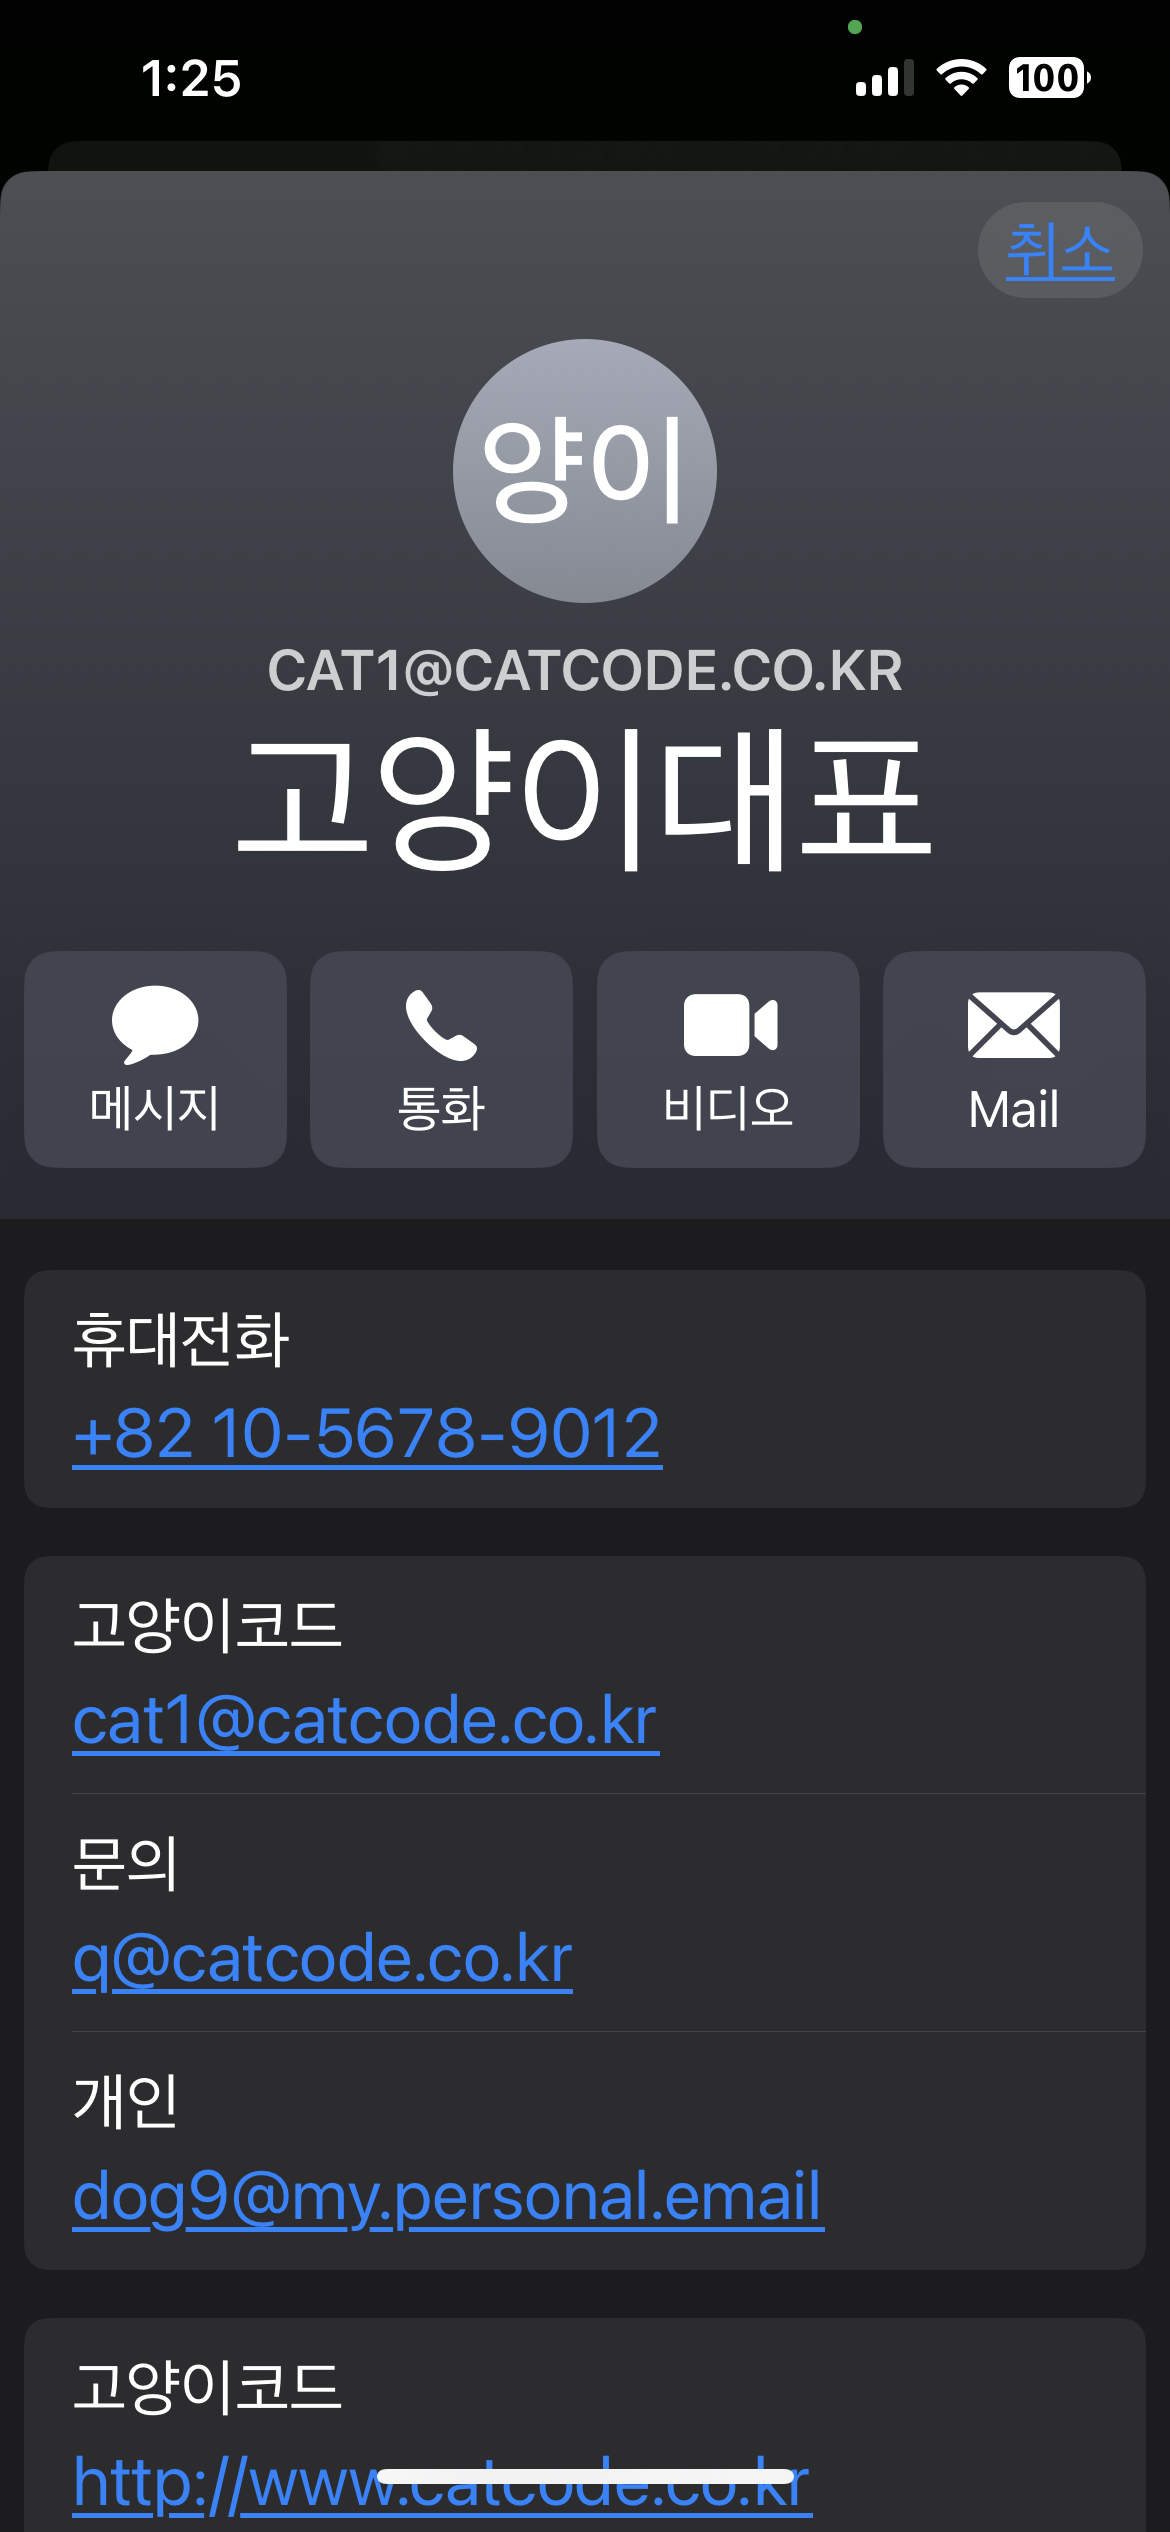 1:25
100
취소
양이
CAT1@CATCODE.CO.KR
고양이대표
메시지
통화
비디오
Mail
휴대전화
+82 10-5678-9012
고양이코드
cat1@catcode.co.kr
문의
q@catcode.co.kr
개인
dog9@my.personal.email
고양이코드
http://www.catcode.co.kr